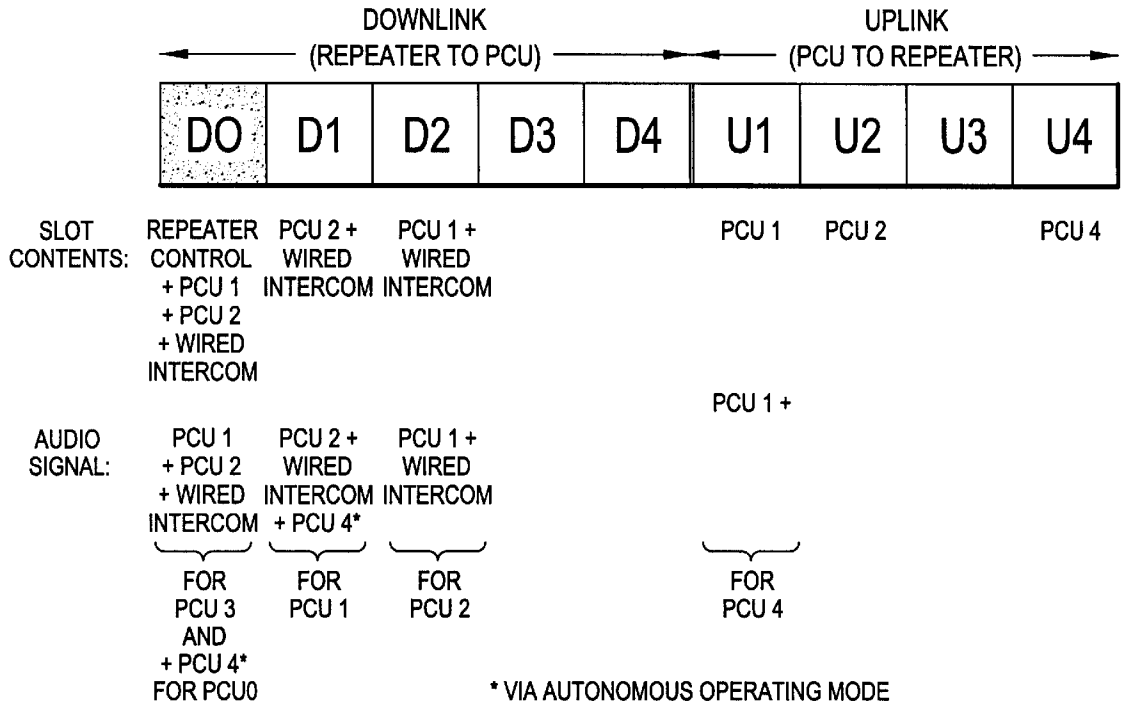 DOWNLINK
(REPEATER TO PCU)
UPLINK
(PCU TO REPEATER)
D0 D1 D2 D3 D4 U1 U2 U3 U4
SLOT CONTENTS:
REPEATER
CONTROL
+ PCU 1
+ PCU 2
+ WIRED
INTERCOM
PCU 2 +
WIRED
INTERCOM
PCU 1 +
WIRED
INTERCOM
PCU 1
PCU 2
PCU 4
AUDIO
SIGNAL:
PCU 1
+ PCU 2
+ WIRED
INTERCOM
PCU 2 +
WIRED
INTERCOM
+ PCU 4*
PCU 1 +
WIRED
INTERCOM
PCU 1 +
FOR
PCU 3
AND
+ PCU 4*
FOR PCU0
FOR
PCU 1
FOR
PCU 2
FOR
PCU 4
* VIA AUTONOMOUS OPERATING MODE